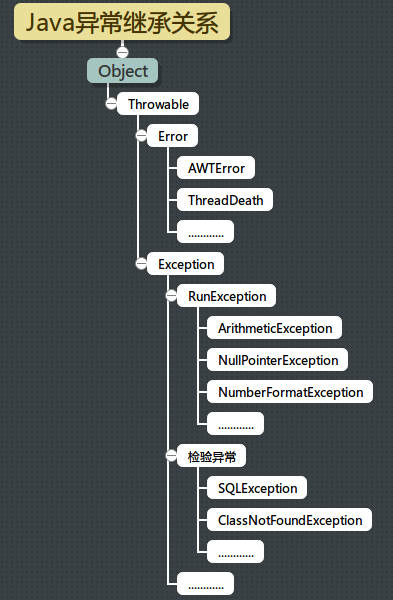 Java异常继承关系
Object
Throwable
Error
AWTError
ThreadDeath
............
Exception
RunException
ArithmeticException
NullPointerException
NumberFormatException
............
检验异常
SQLException
ClassNotFoundException
............
............